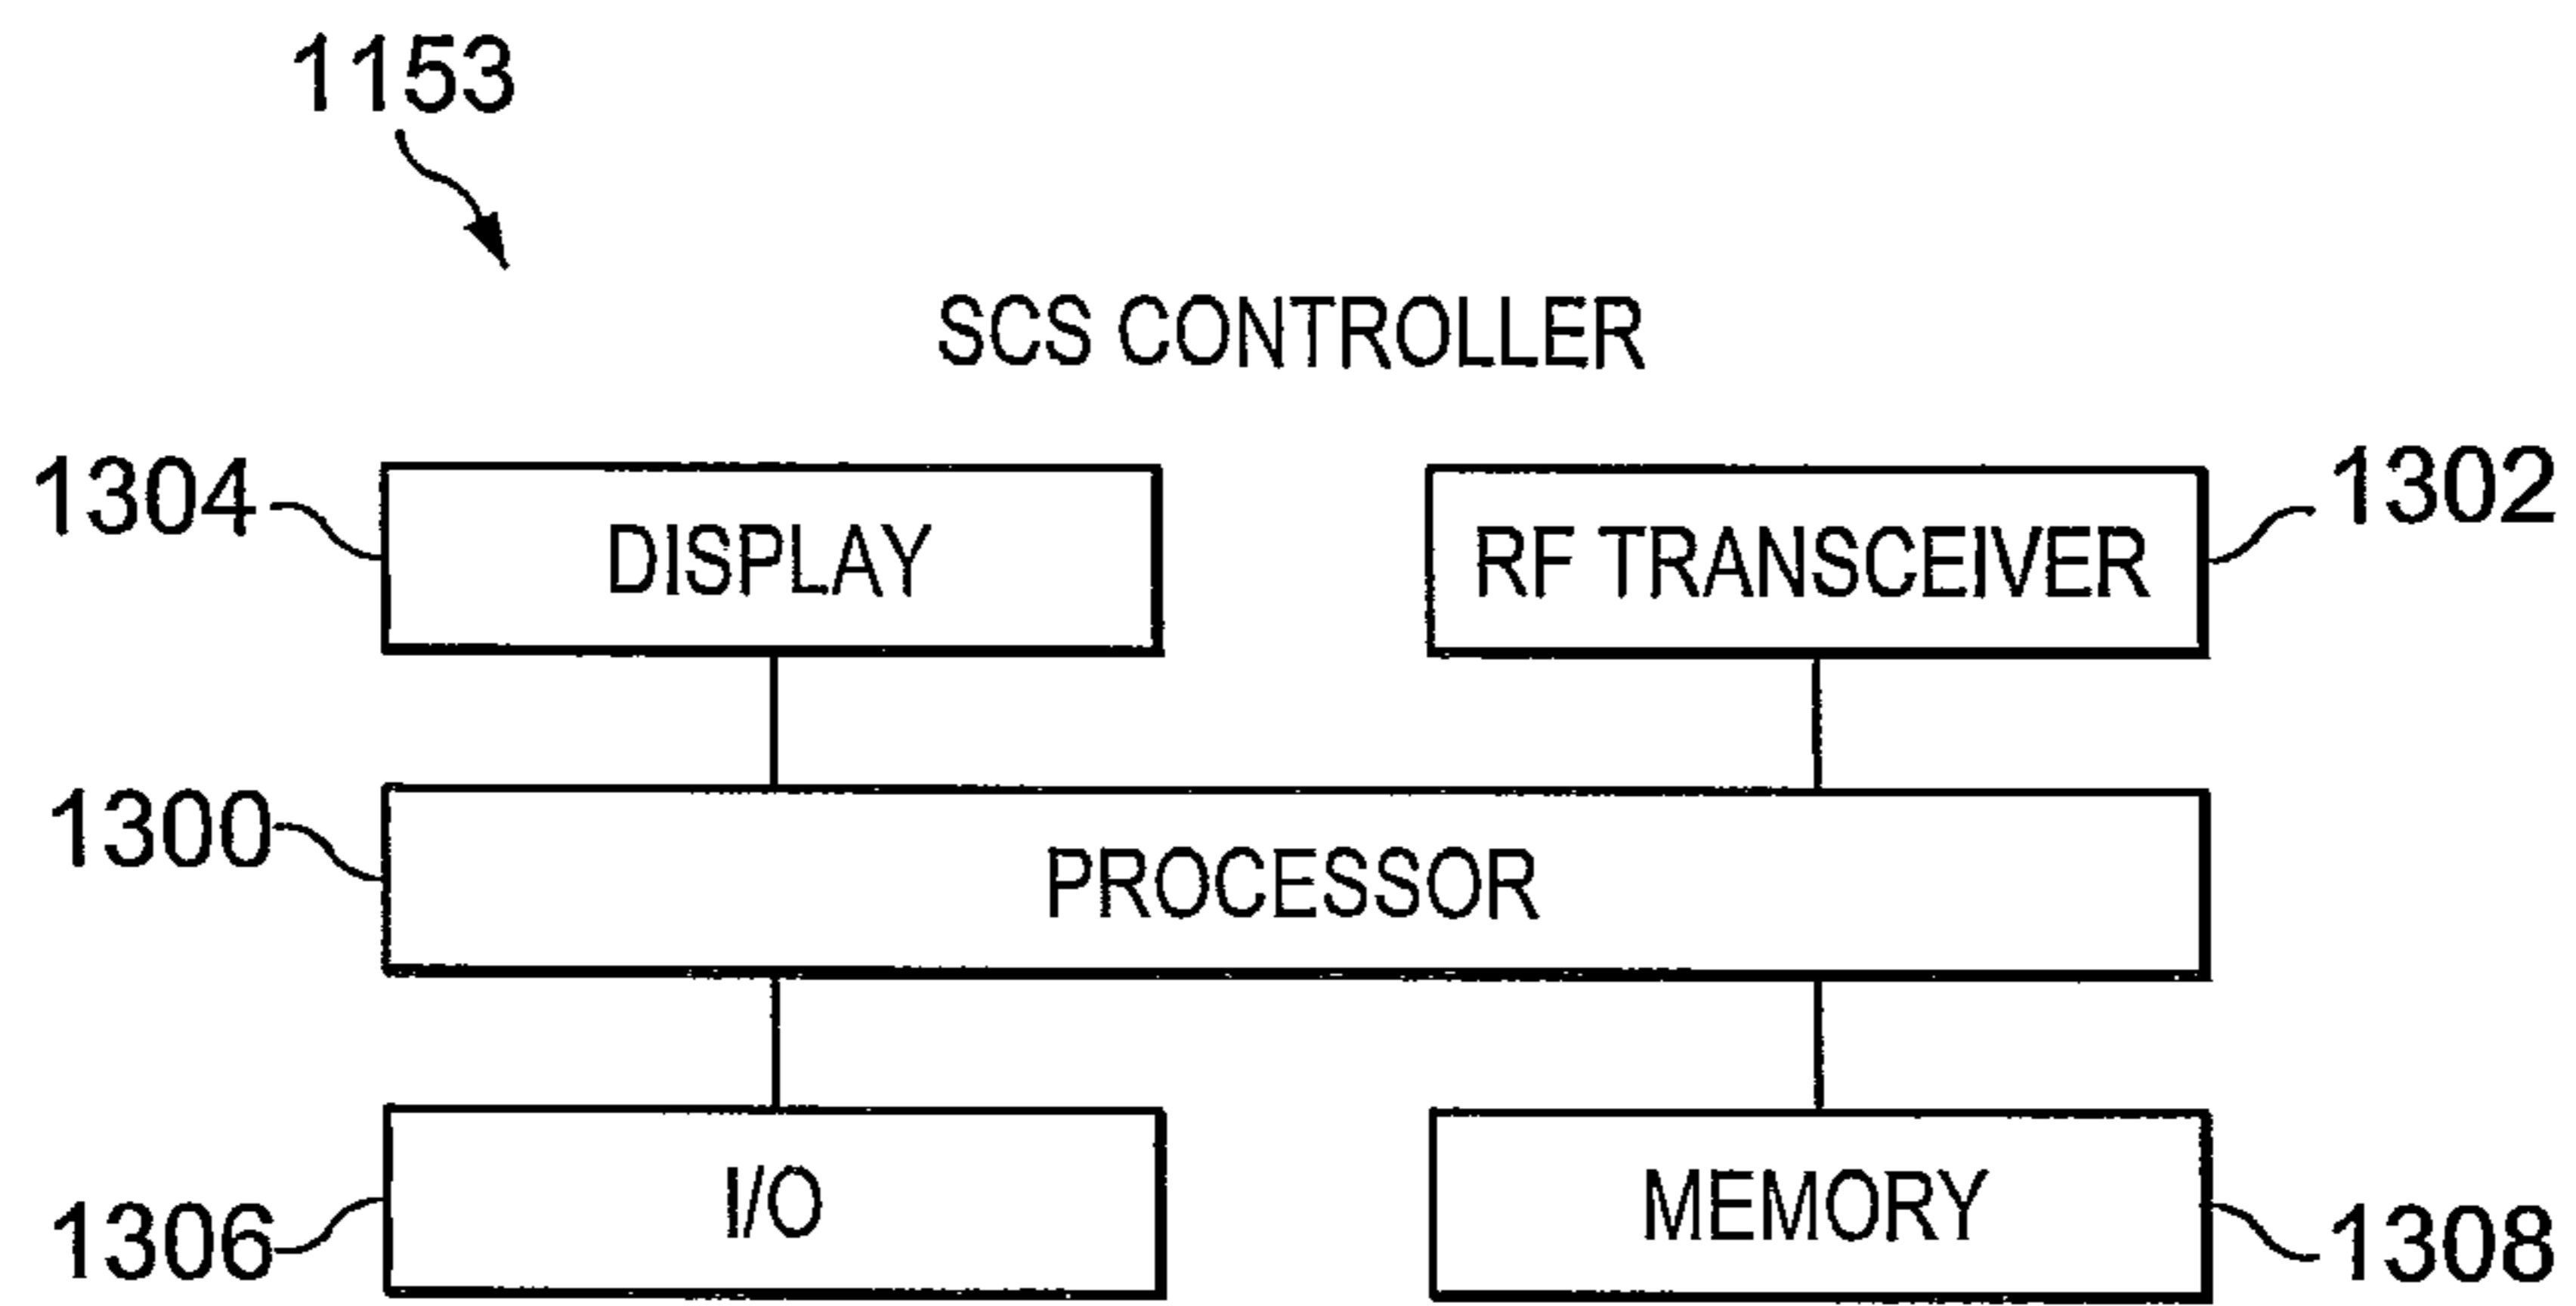 1153
SCS CONTROLLER
1304 DISPLAY RF TRANSCEIVER 1302
1300 PROCESSOR
1306 I/O MEMORY 1308